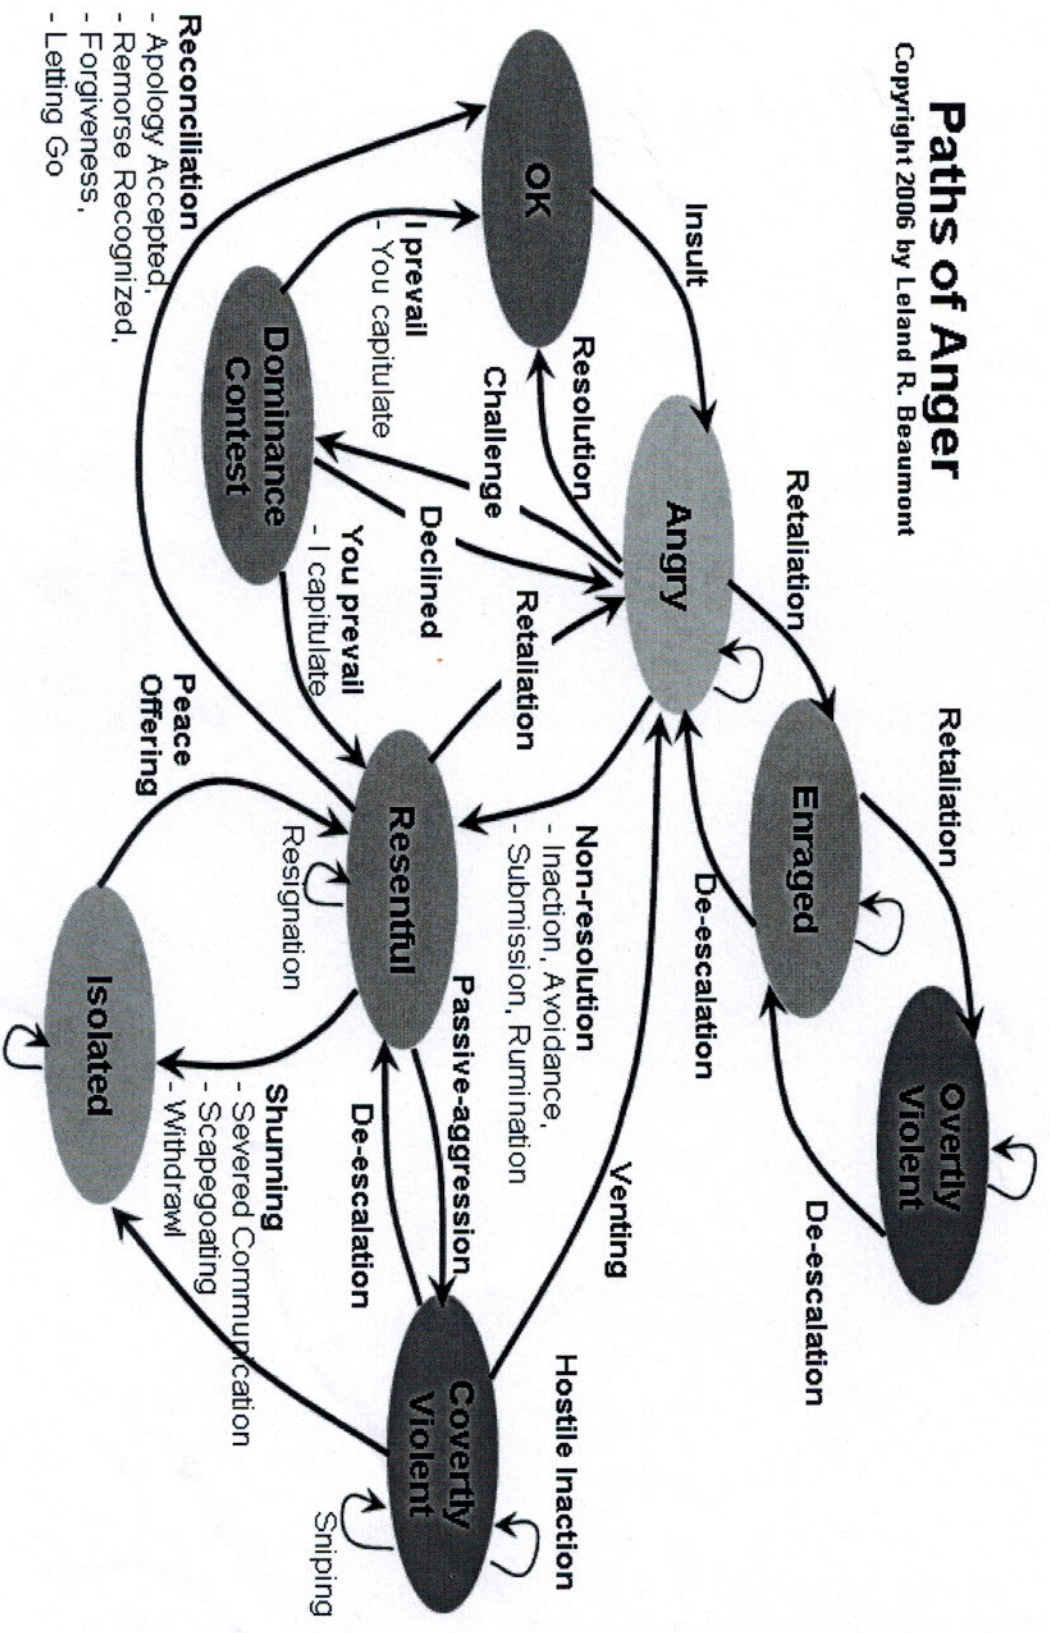 Paths of Anger
Copyright 2006 by Leland R. Beaumont
Retaliation
Overtly
Violent
Retaliation
Enraged
De-escalation
Insult
Angry
De-escalation
OK
Resolution
Challenge
Declined
Retaliation
Non-resolution
- Inaction, Avoidance,
- Submission, Rumination
Venting
Hostile Inaction
I prevail
- You capitulate
Dominance
Contest
You prevail
- I capitulate
Resentful
Resignation
Passive-aggression
De-escalation
Covertly
Violent
Sniping
Reconciliation
- Apology Accepted,
- Remorse Recognized,
- Forgiveness,
- Letting Go
Peace
Offering
Isolated
Shunning
- Severed Communication
- Scapegoating
- Withdrawl